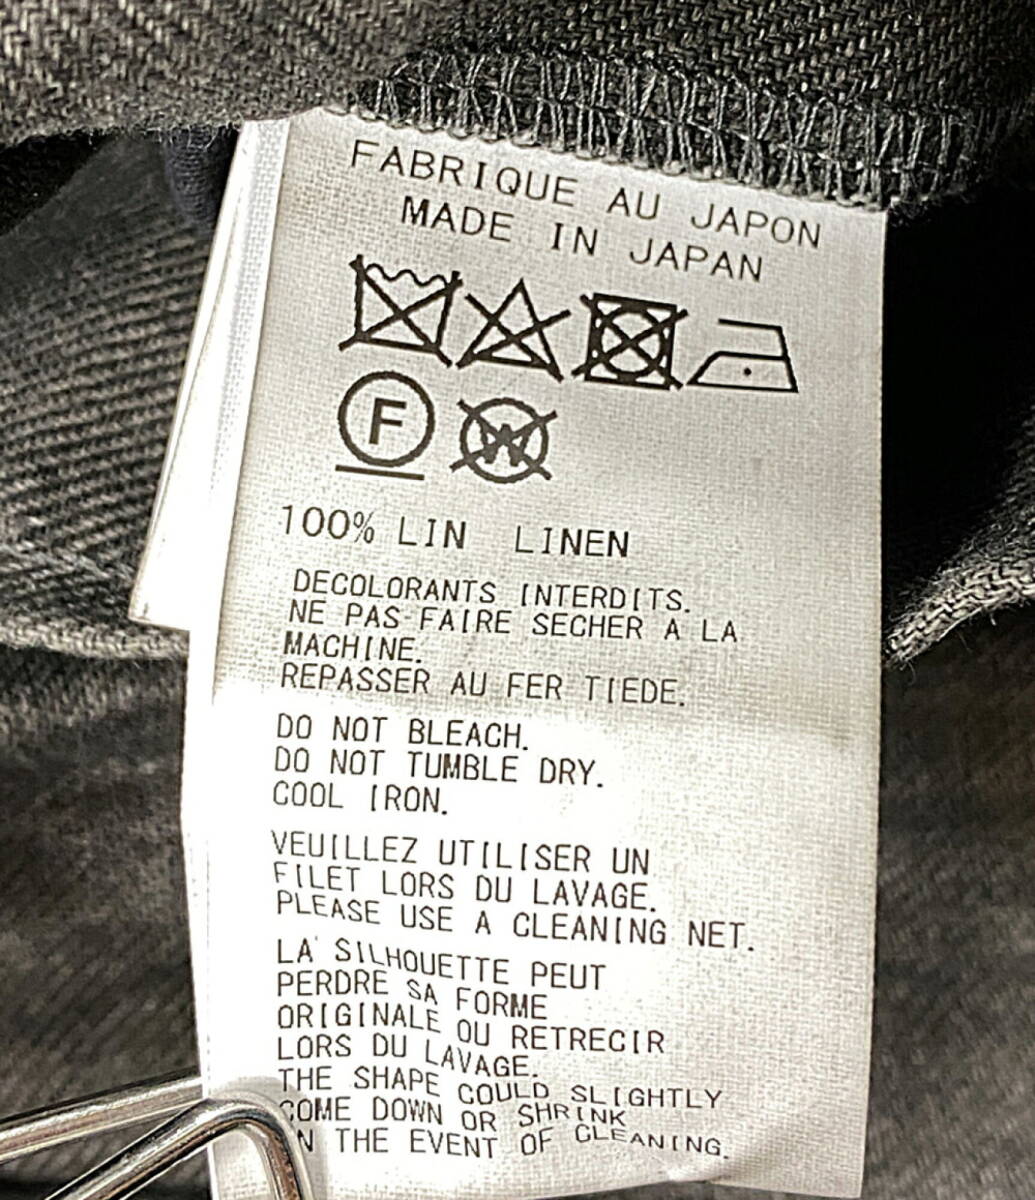 FABRIQUE AU JAPON
MADE IN JAPAN
F W
100% LIN LINEN
DECOLORANTS INTERDITS.
NE PAS FAIRE SECHER A LA
MACHINE.
REPASSER AU FER TIEDE.
DO NOT BLEACH.
DO NOT TUMBLE DRY.
COOL IRON.
VEUILLEZ UTILISER UN
FILET LORS DU LAVAGE.
PLEASE USE A CLEANING NET.
LA SILHOUETTE PEUT
PERDRE SA FORME
ORIGINALE OU RETRECIR
LORS DU LAVAGE.
THE SHAPE COULD SLIGHTLY
COME DOWN OR SHRINK
IN THE EVENT OF CLEANING.